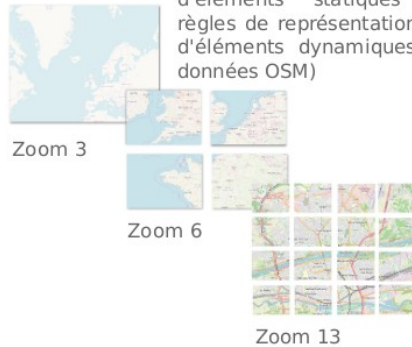 d'éléments statiques
règles de représentation
d'éléments dynamiques
données OSM)
Zoom 3
Zoom 6
Zoom 13